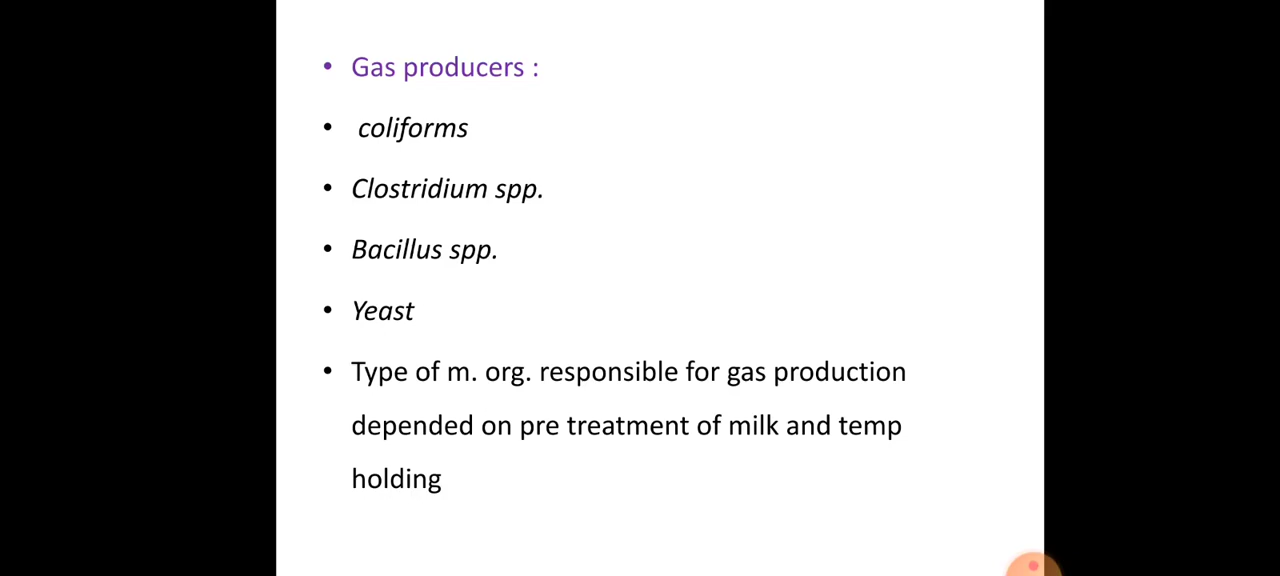 • Gas producers :
• coliforms
• Clostridium spp.
• Bacillus spp.
• Yeast
• Type of m. org. responsible for gas production
depended on pre treatment of milk and temp
holding